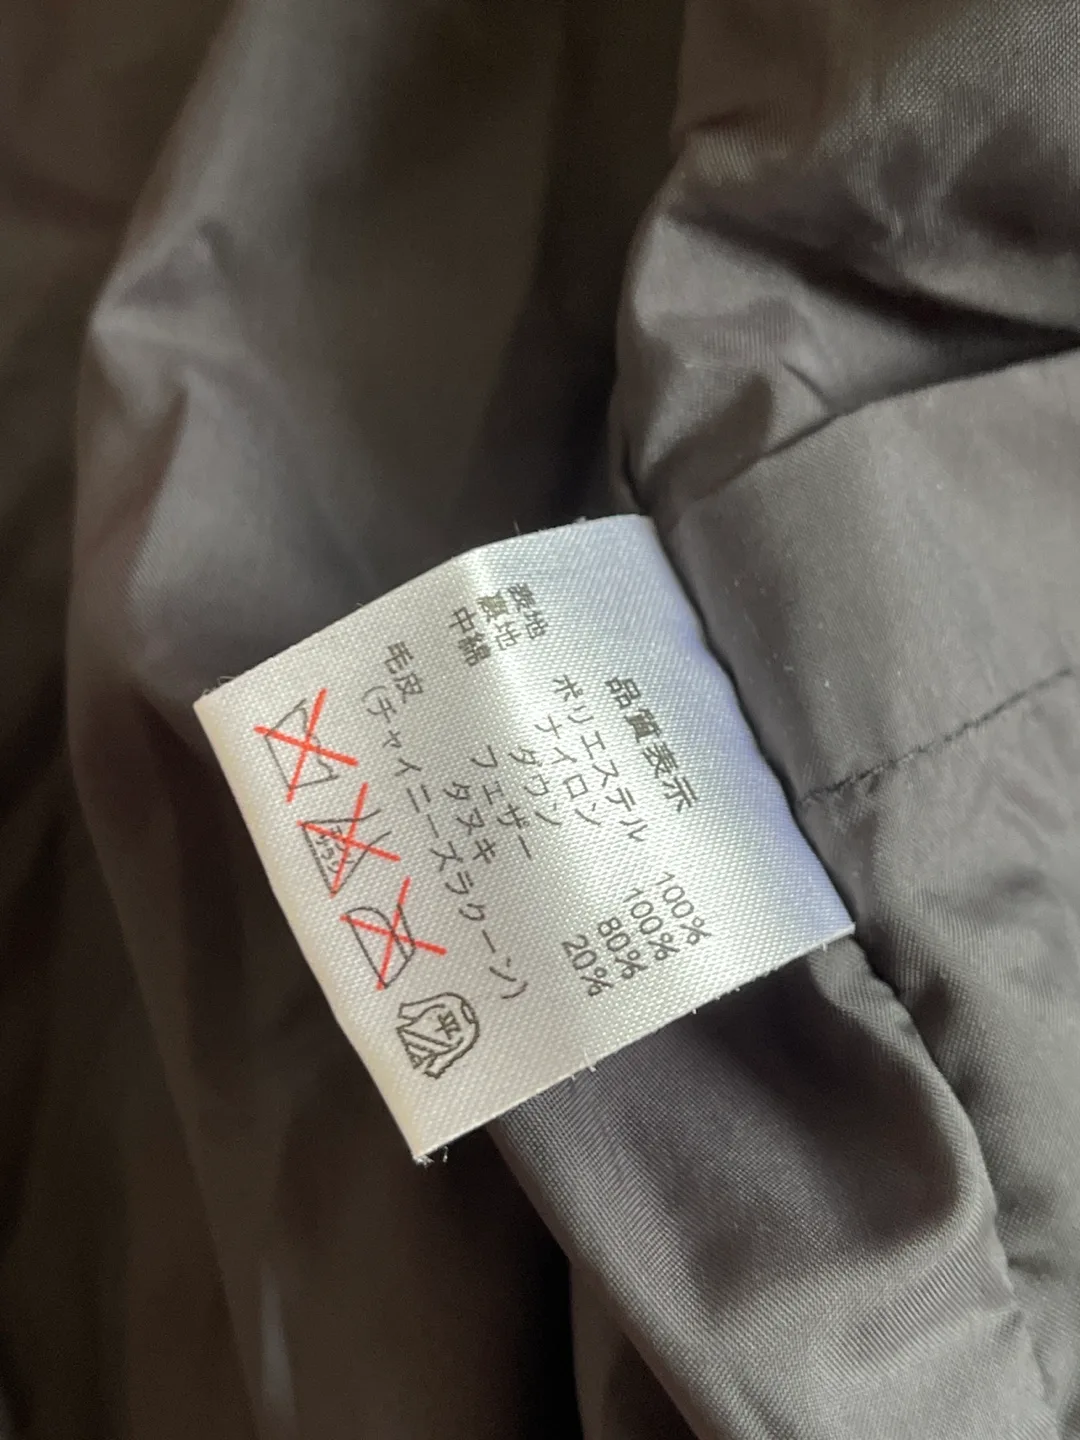 品質表示
表地 ポリエステル 100%
裏地 ナイロン 100%
中綿 ダウン 80%
フェザー 20%
毛皮 タヌキ
(チャイニーズラクーン)
平